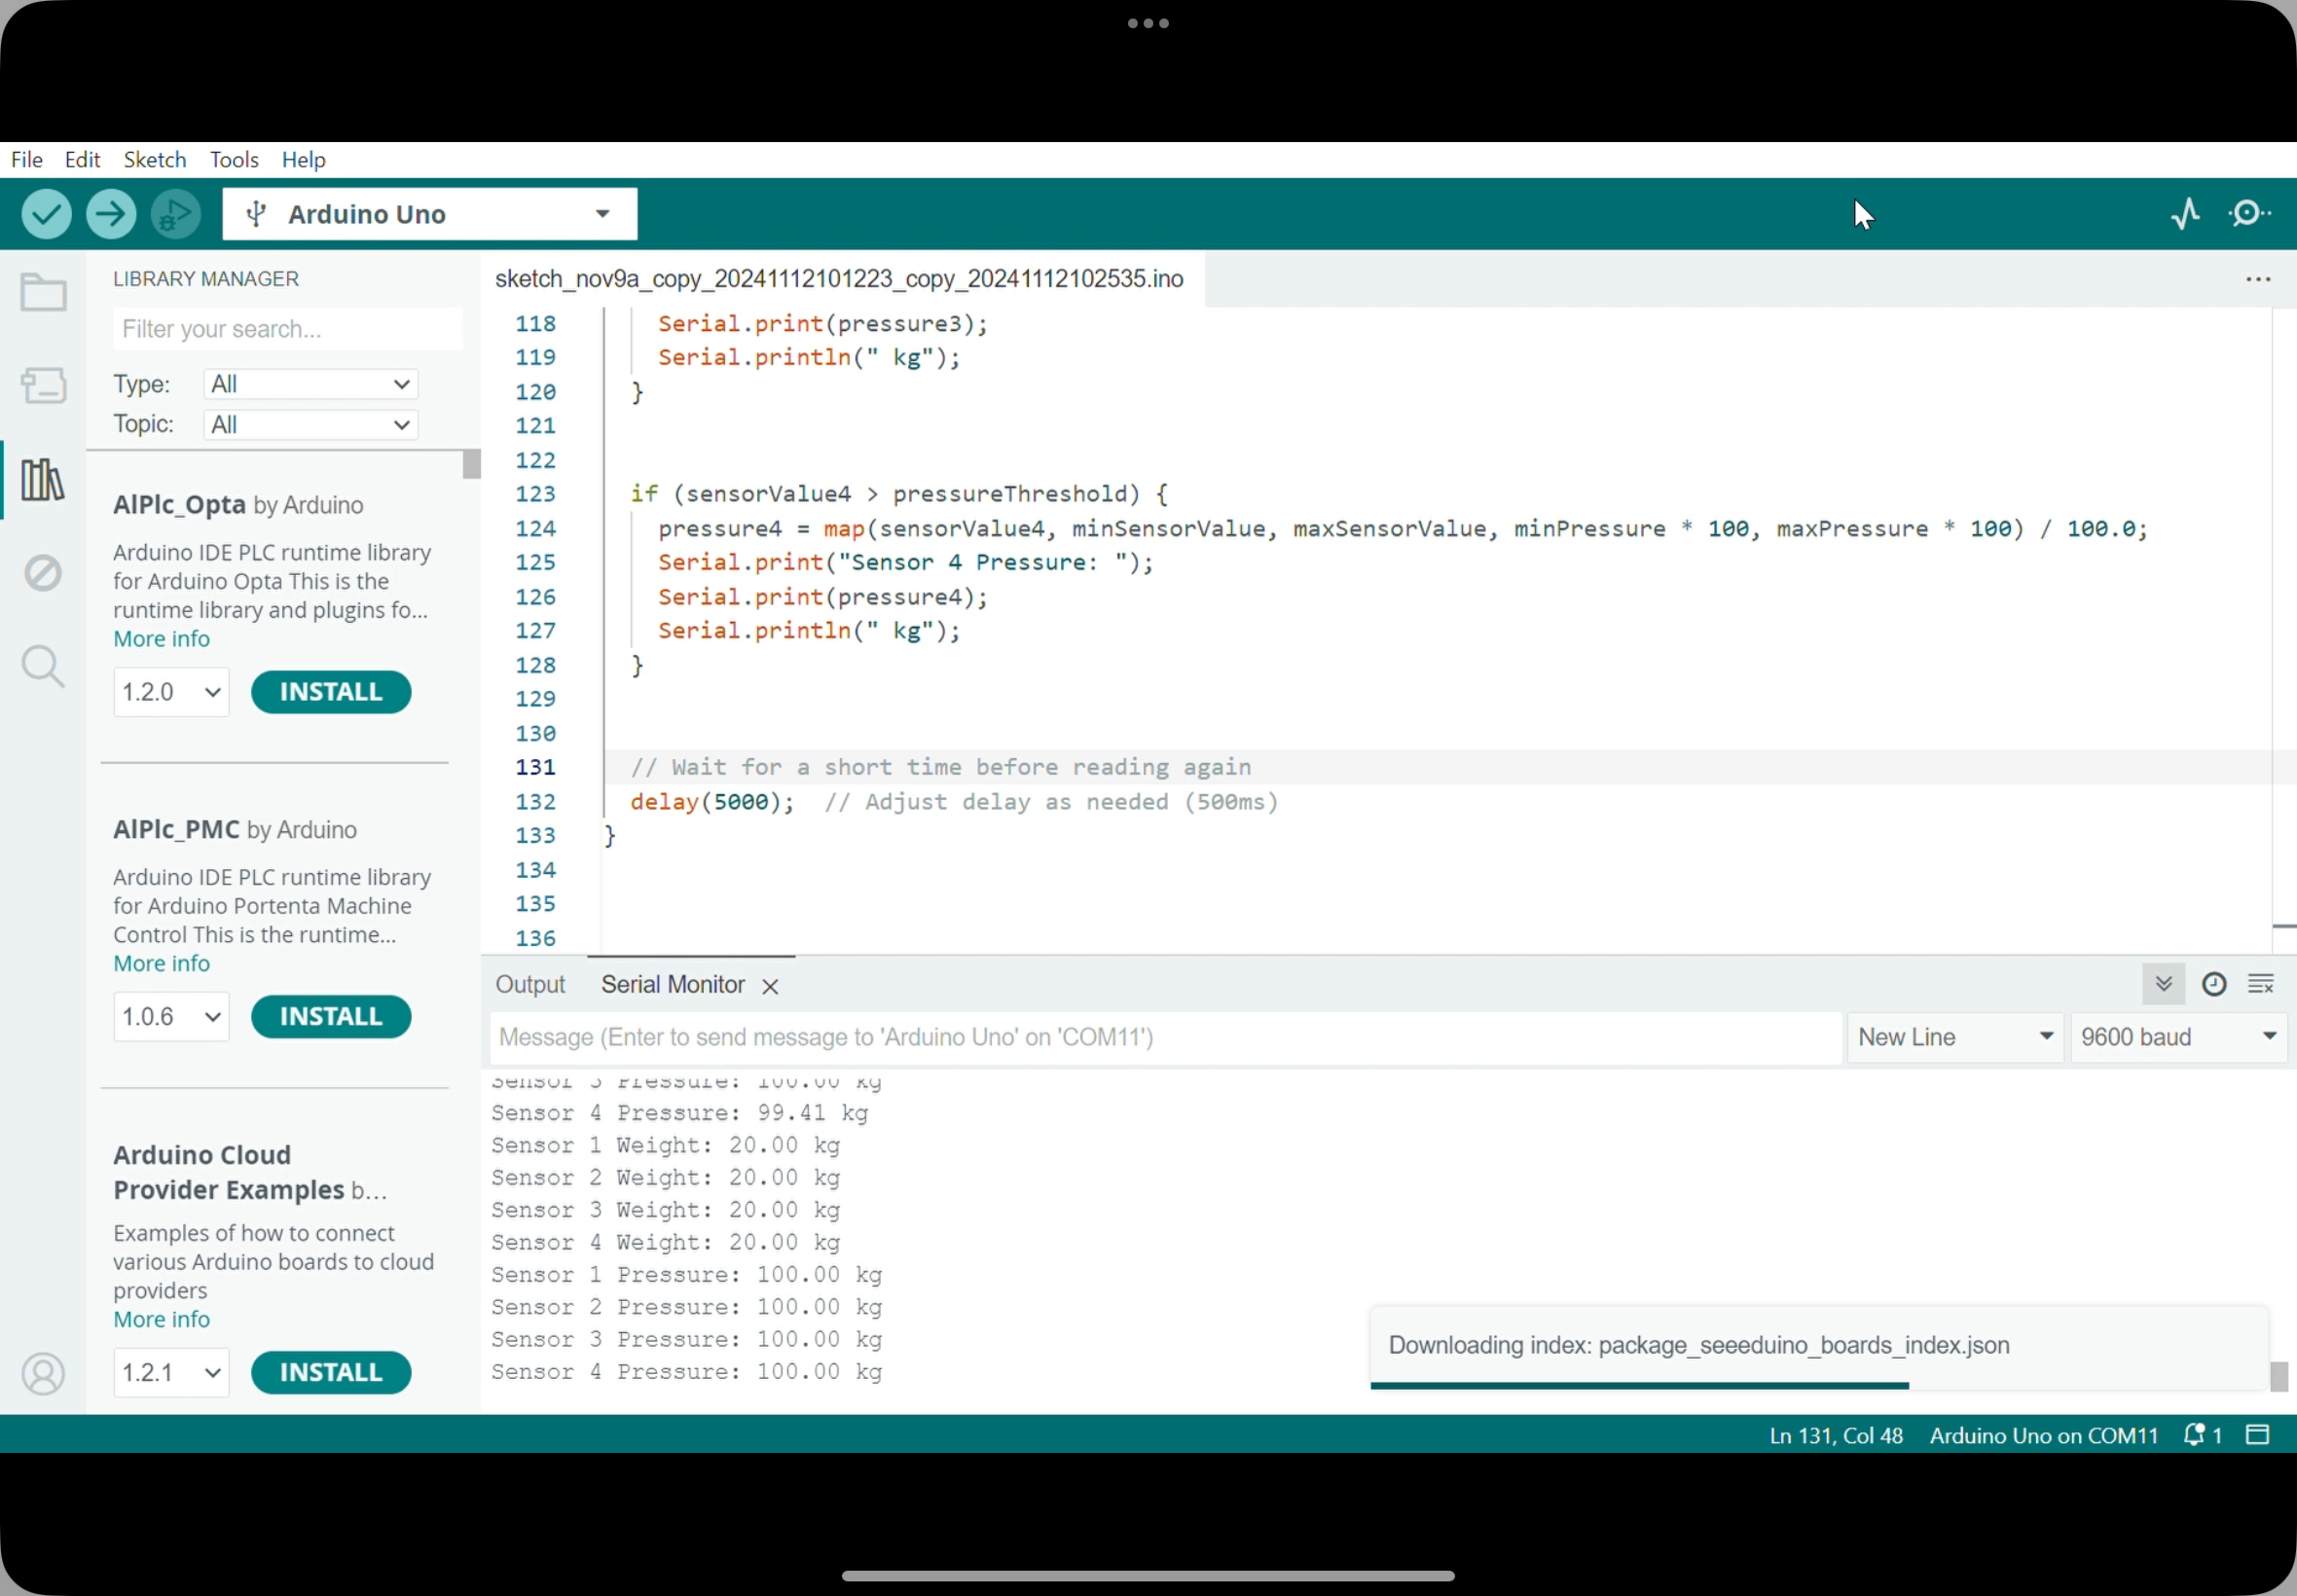 File Edit Sketch Tools Help
Arduino Uno
LIBRARY MANAGER
Filter your search...
Type: All
Topic: All
AlPlc_Opta by Arduino
Arduino IDE PLC runtime library
for Arduino Opta This is the
runtime library and plugins fo...
More info
1.2.0 INSTALL
AlPlc_PMC by Arduino
Arduino IDE PLC runtime library
for Arduino Portenta Machine
Control This is the runtime...
More info
1.0.6 INSTALL
Arduino Cloud
Provider Examples b...
Examples of how to connect
various Arduino boards to cloud
providers
More info
1.2.1 INSTALL
sketch_nov9a_copy_20241112101223_copy_20241112102535.ino
118 Serial.print(pressure3);
119 Serial.println(" kg");
120 }
121
122
123 if (sensorValue4 > pressureThreshold) {
124 pressure4 = map(sensorValue4, minSensorValue, maxSensorValue, minPressure * 100, maxPressure * 100) / 100.0;
125 Serial.print("Sensor 4 Pressure: ");
126 Serial.print(pressure4);
127 Serial.println(" kg");
128 }
129
130
131 // Wait for a short time before reading again
132 delay(5000); // Adjust delay as needed (500ms)
133 }
134
135
136
Output Serial Monitor
Message (Enter to send message to 'Arduino Uno' on 'COM11') New Line 9600 baud
Sensor 3 Pressure: 100.00 kg
Sensor 4 Pressure: 99.41 kg
Sensor 1 Weight: 20.00 kg
Sensor 2 Weight: 20.00 kg
Sensor 3 Weight: 20.00 kg
Sensor 4 Weight: 20.00 kg
Sensor 1 Pressure: 100.00 kg
Sensor 2 Pressure: 100.00 kg
Sensor 3 Pressure: 100.00 kg
Sensor 4 Pressure: 100.00 kg
Downloading index: package_seeeduino_boards_index.json
Ln 131, Col 48 Arduino Uno on COM11 1